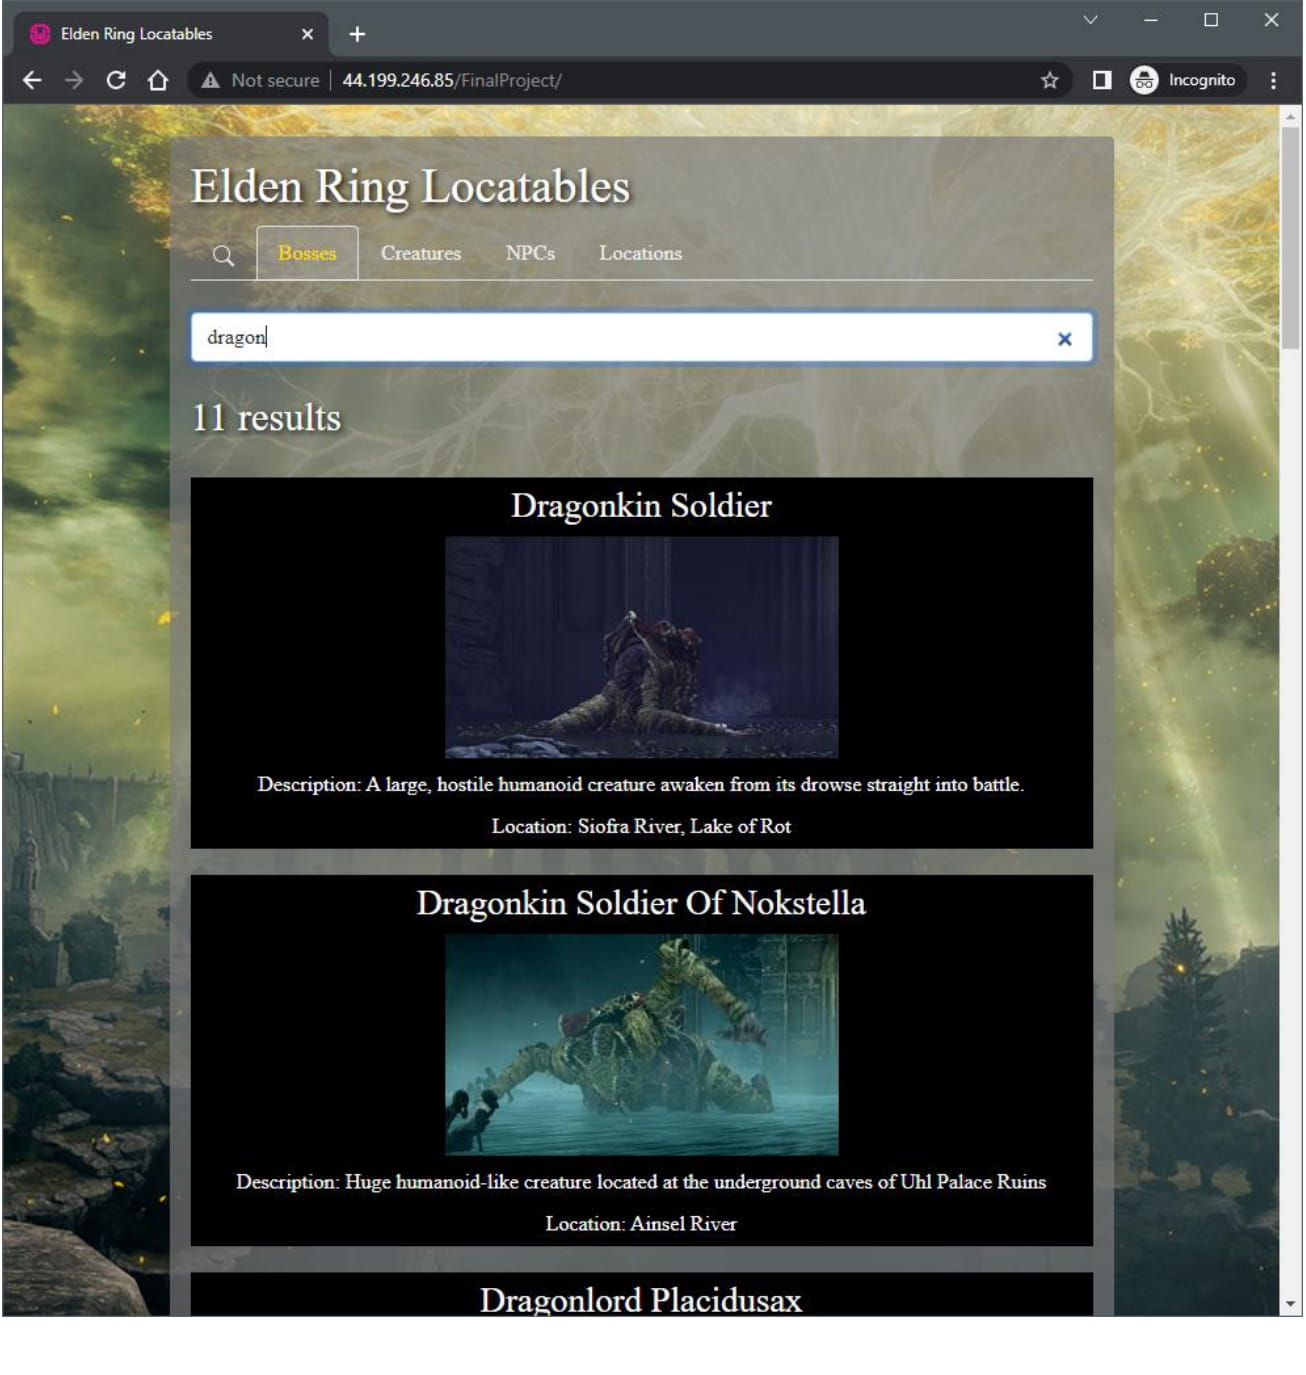 Elden Ring Locatables
Not secure | 44.199.246.85/FinalProject/
Incognito
Elden Ring Locatables
Bosses Creatures NPCs Locations
dragon
11 results
Dragonkin Soldier
Description: A large, hostile humanoid creature awaken from its drowse straight into battle.
Location: Siofra River, Lake of Rot
Dragonkin Soldier Of Nokstella
Description: Huge humanoid-like creature located at the underground caves of Uhl Palace Ruins
Location: Ainsel River
Dragonlord Placidusax